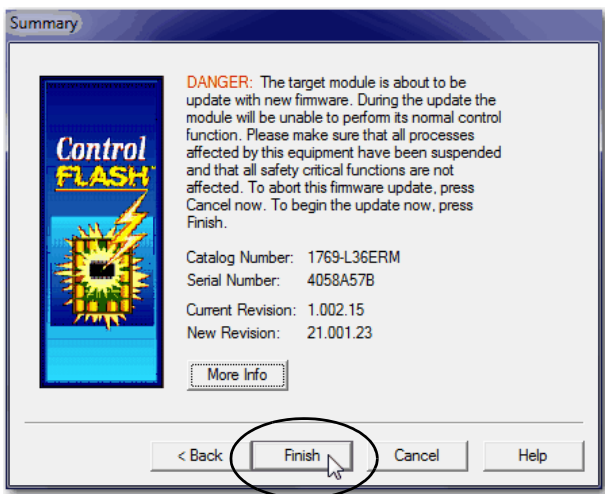 Summary
Control
FLASH
DANGER: The target module is about to be
update with new firmware. During the update the
module will be unable to perform its normal control
function. Please make sure that all processes
affected by this equipment have been suspended
and that all safety critical functions are not
affected. To abort this firmware update, press
Cancel now. To begin the update now, press
Finish.
Catalog Number: 1769-L36ERM
Serial Number: 4058A57B
Current Revision: 1.002.15
New Revision: 21.001.23
More Info
< Back Finish Cancel Help